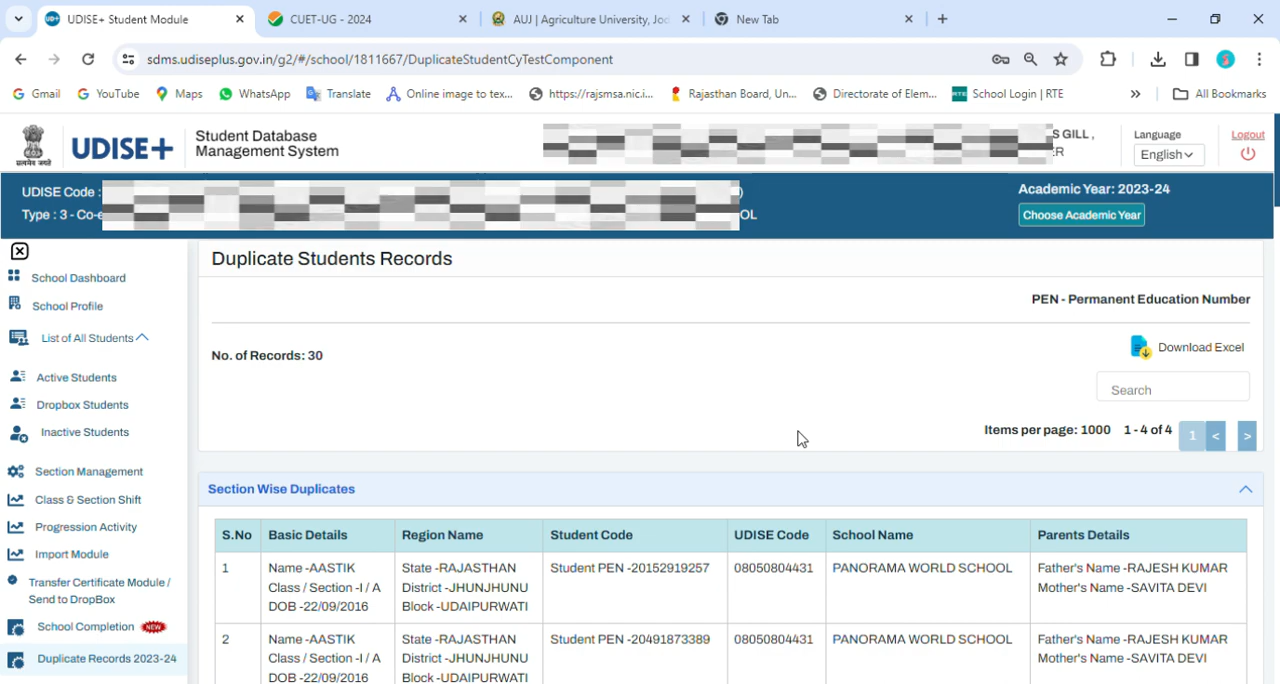 UDISE+ Student Module
CUET-UG - 2024
AUJ | Agriculture University, Jo
New Tab
sdms.udiseplus.gov.in/g2/#/school/1811667/DuplicateStudentCyTestComponent
Gmail
YouTube
Maps
WhatsApp
Translate
Online image to tex...
https://rajsmsa.nic.i...
Rajasthan Board, Un...
Directorate of Elem...
RTE
School Login | RTE
All Bookmarks
सत्यमेव जयते
UDISE+
Student Database
Management System
S GILL ,
Language
English
Logout
UDISE Code :
Type : 3 - Co-e
OL
Academic Year: 2023-24
Choose Academic Year
School Dashboard
School Profile
List of All Students
Active Students
Dropbox Students
Inactive Students
Section Management
Class & Section Shift
Progression Activity
Import Module
Transfer Certificate Module /
Send to DropBox
School Completion NEW
Duplicate Records 2023-24
Duplicate Students Records
PEN - Permanent Education Number
No. of Records: 30
Download Excel
Search
Items per page: 1000 1 - 4 of 4 1 < >
Section Wise Duplicates
S.No Basic Details Region Name Student Code UDISE Code School Name Parents Details
1 Name -AASTIK State -RAJASTHAN Student PEN -20152919257 08050804431 PANORAMA WORLD SCHOOL Father's Name -RAJESH KUMAR
Class / Section -I / A District -JHUNJHUNU Mother's Name -SAVITA DEVI
DOB -22/09/2016 Block -UDAIPURWATI
2 Name -AASTIK State -RAJASTHAN Student PEN -20491873389 08050804431 PANORAMA WORLD SCHOOL Father's Name -RAJESH KUMAR
Class / Section -I / A District -JHUNJHUNU Mother's Name -SAVITA DEVI
DOB -22/09/2016 Block -UDAIPURWATI